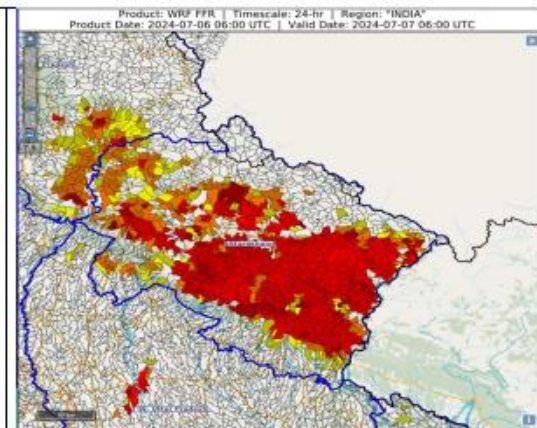 Product: WRF FFR | Timescale: 24-hr | Region: "INDIA"
Product Date: 2024-07-06 06:00 UTC | Valid Date: 2024-07-07 06:00 UTC
Uttarakhand